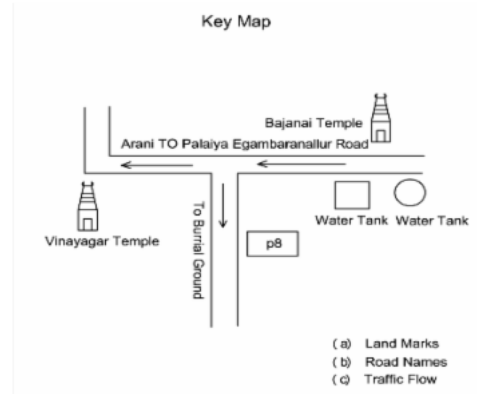 Key Map
Bajanai Temple
Arani TO Palaiya Egambaranallur Road
Water Tank
Water Tank
To Burrial Ground
p8
Vinayagar Temple
(a) Land Marks
(b) Road Names
(c) Traffic Flow